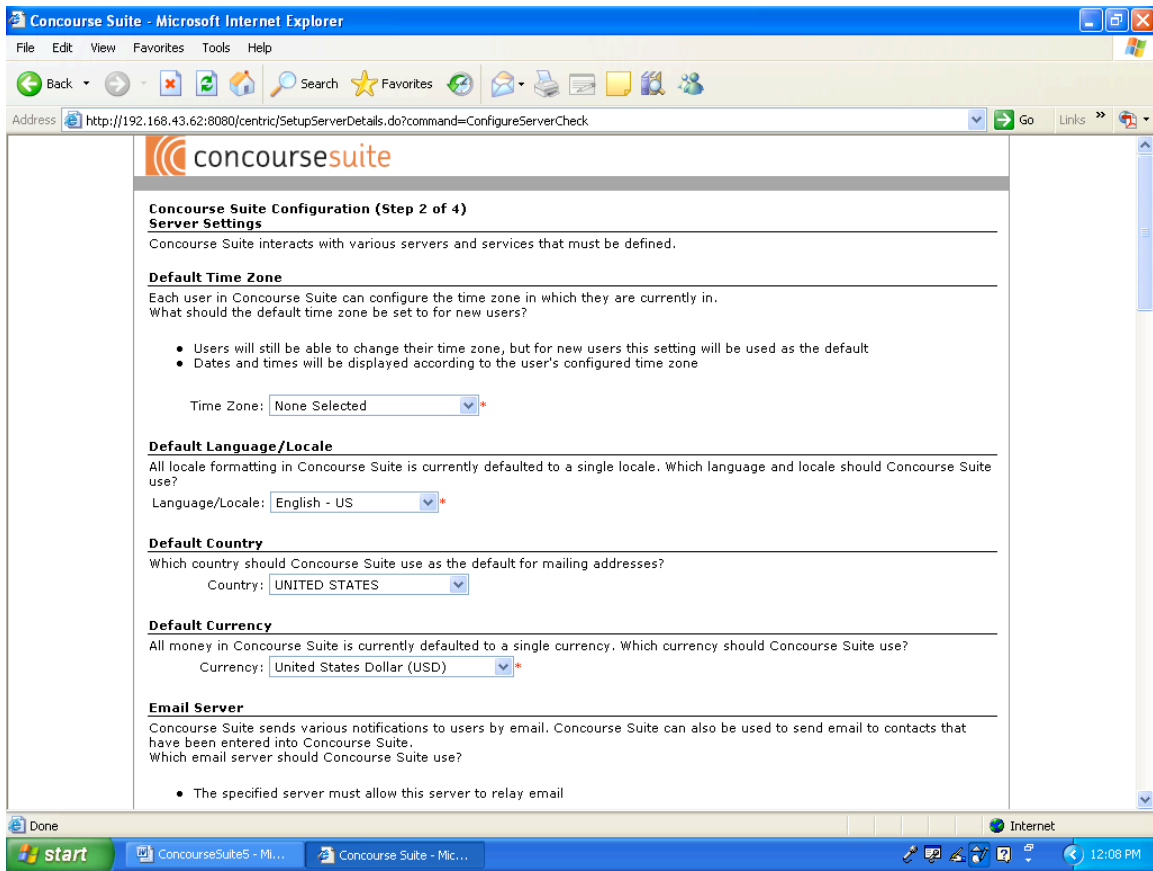 Concourse Suite - Microsoft Internet Explorer
File Edit View Favorites Tools Help
Back Search Favorites
Address http://192.168.43.62:8080/centric/SetupServerDetails.do?command=ConfigureServerCheck Go Links »
concoursesuite
Concourse Suite Configuration (Step 2 of 4)
Server Settings
Concourse Suite interacts with various servers and services that must be defined.
Default Time Zone
Each user in Concourse Suite can configure the time zone in which they are currently in.
What should the default time zone be set to for new users?
• Users will still be able to change their time zone, but for new users this setting will be used as the default
• Dates and times will be displayed according to the user's configured time zone
Time Zone: None Selected *
Default Language/Locale
All locale formatting in Concourse Suite is currently defaulted to a single locale. Which language and locale should Concourse Suite
use?
Language/Locale: English - US *
Default Country
Which country should Concourse Suite use as the default for mailing addresses?
Country: UNITED STATES
Default Currency
All money in Concourse Suite is currently defaulted to a single currency. Which currency should Concourse Suite use?
Currency: United States Dollar (USD) *
Email Server
Concourse Suite sends various notifications to users by email. Concourse Suite can also be used to send email to contacts that
have been entered into Concourse Suite.
Which email server should Concourse Suite use?
• The specified server must allow this server to relay email
Done Internet
start ConcourseSuite5 - Mi... Concourse Suite - Mic... 12:08 PM